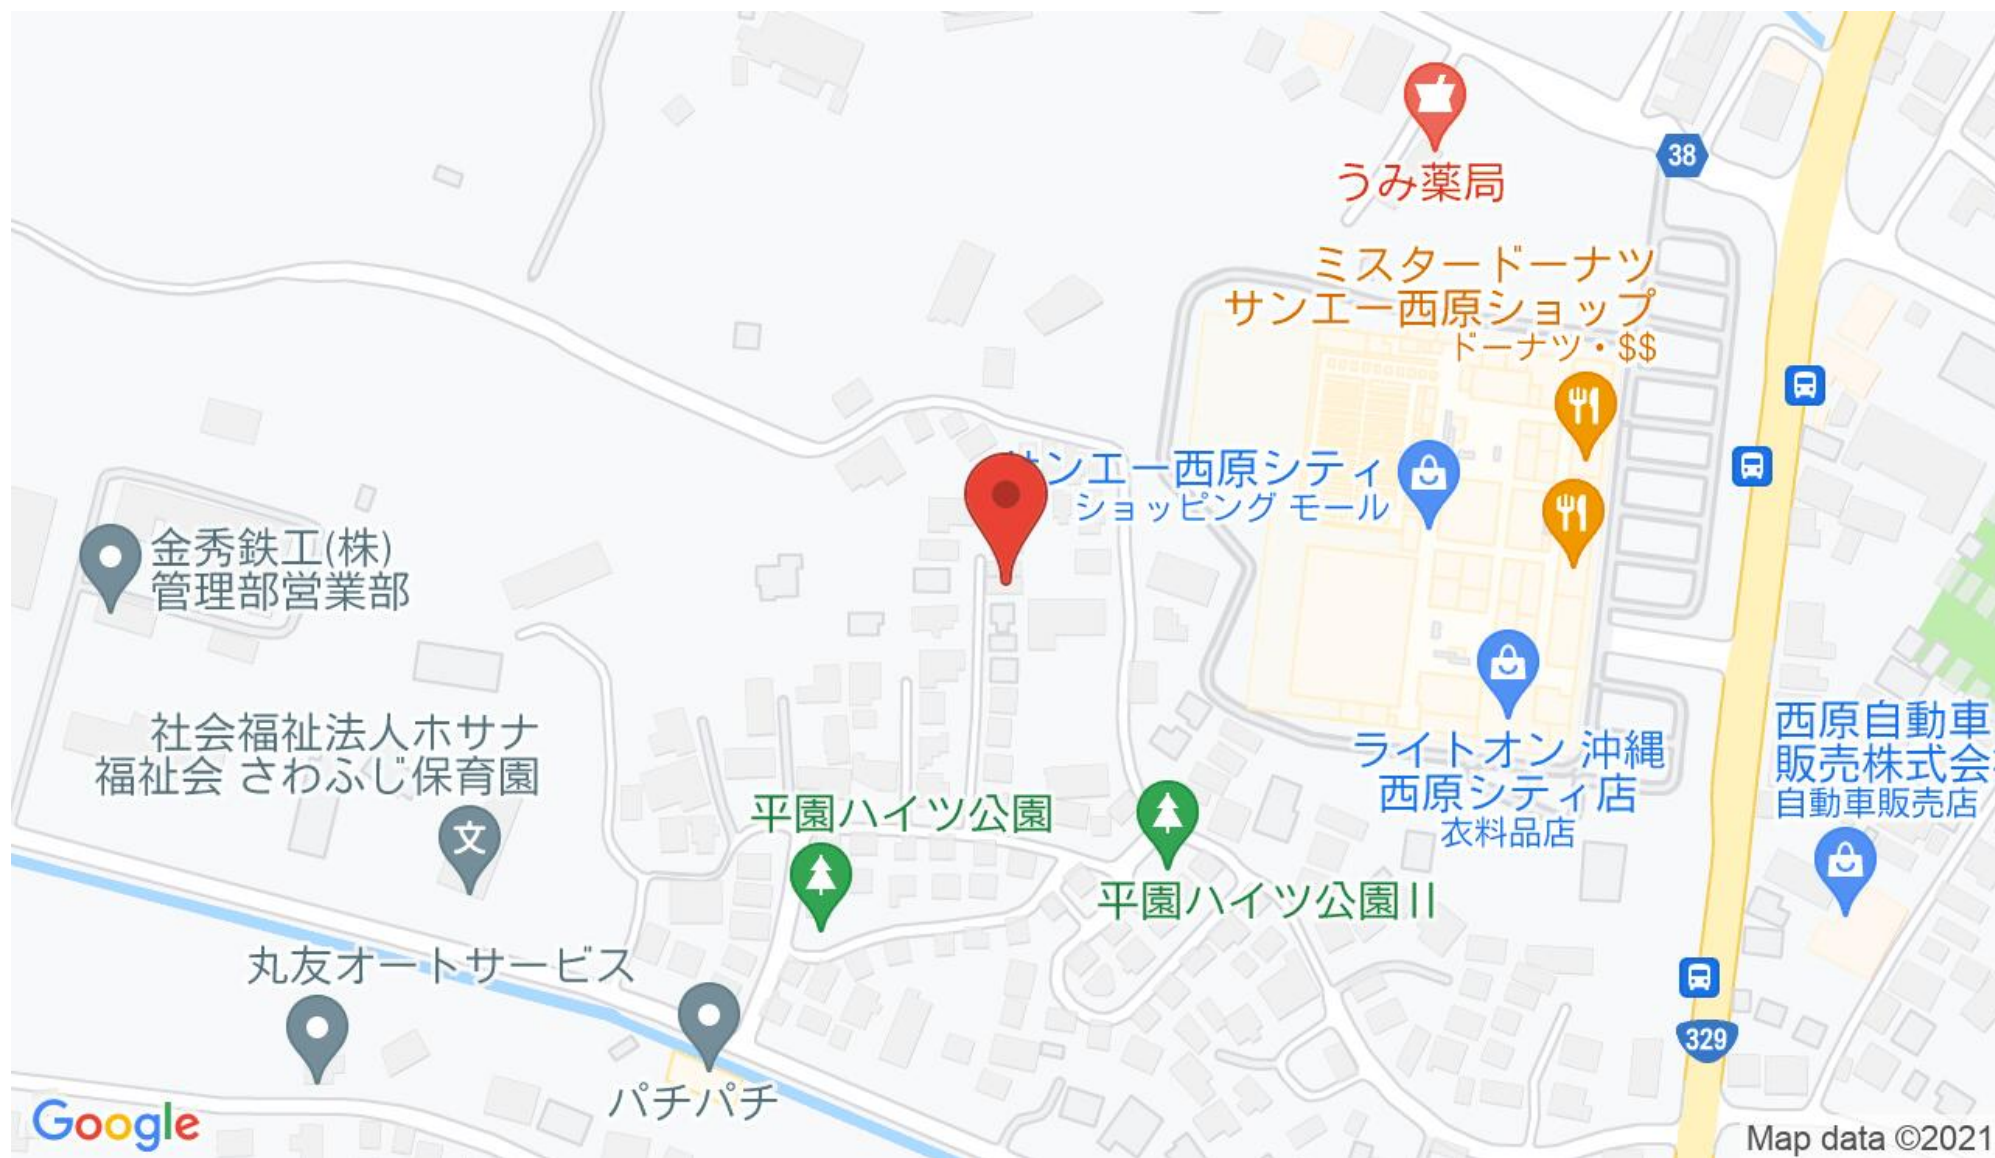 38
うみ薬局
ミスタードーナツ
サンエー西原ショップ
ドーナツ・$$
サンエー西原シティ
ショッピング モール
金秀鉄工(株)
管理部営業部
社会福祉法人ホサナ
福祉会 さわふじ保育園
文
平園ハイツ公園
平園ハイツ公園II
ライトオン 沖縄
西原シティ店
衣料品店
西原自動車
販売株式会
自動車販売店
丸友オートサービス
パチパチ
329
Google
Map data ©2021